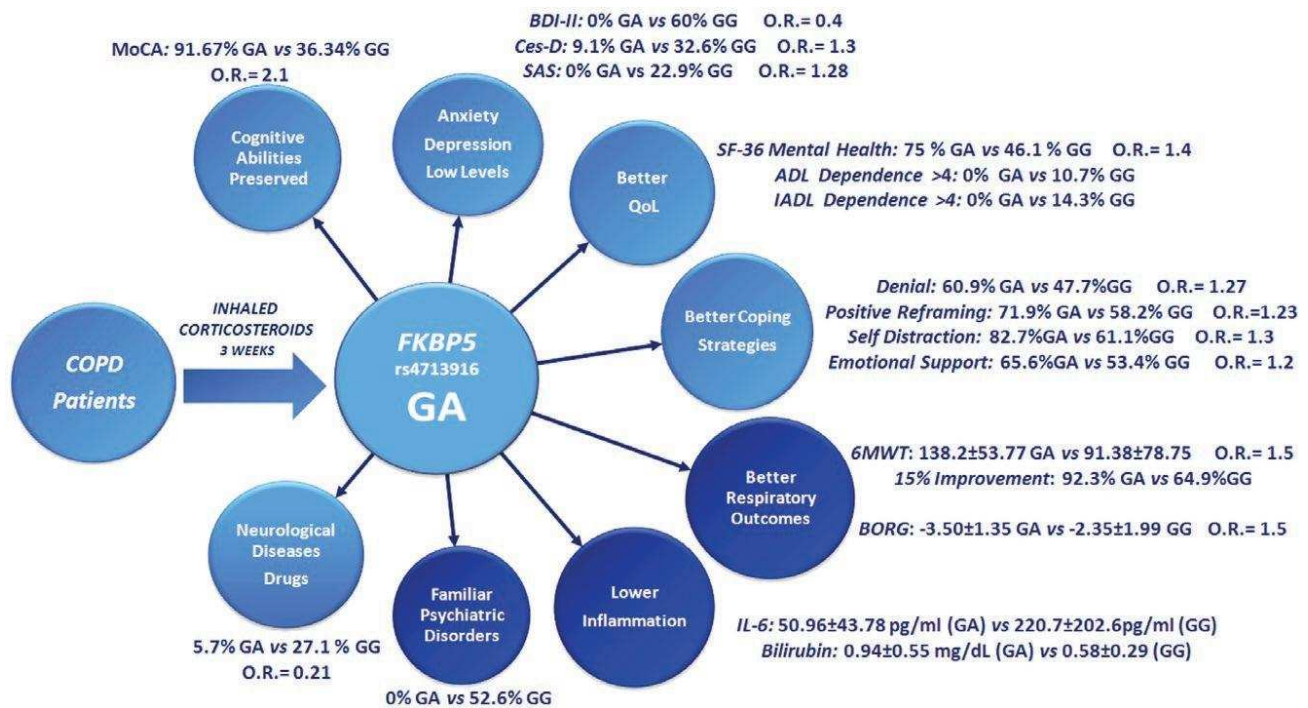 BDI-II: 0% GA vs 60% GG O.R.= 0.4
Ces-D: 9.1% GA vs 32.6% GG O.R.= 1.3
SAS: 0% GA vs 22.9% GG O.R.= 1.28
MoCA: 91.67% GA vs 36.34% GG
O.R.= 2.1
Cognitive
Abilities
Preserved
Anxiety
Depression
Low Levels
Better
QoL
SF-36 Mental Health: 75 % GA vs 46.1 % GG O.R.= 1.4
ADL Dependence >4: 0% GA vs 10.7% GG
IADL Dependence >4: 0% GA vs 14.3% GG
Better Coping
Strategies
Denial: 60.9% GA vs 47.7%GG O.R.= 1.27
Positive Reframing: 71.9% GA vs 58.2% GG O.R.=1.23
Self Distraction: 82.7%GA vs 61.1%GG O.R.= 1.3
Emotional Support: 65.6%GA vs 53.4% GG O.R.= 1.2
COPD
Patients
INHALED
CORTICOSTEROIDS
3 WEEKS
FKBP5
rs4713916
GA
Better
Respiratory
Outcomes
6MWT: 138.2±53.77 GA vs 91.38±78.75 O.R.= 1.5
15% Improvement: 92.3% GA vs 64.9%GG
BORG: -3.50±1.35 GA vs -2.35±1.99 GG O.R.= 1.5
Neurological
Diseases
Drugs
5.7% GA vs 27.1 % GG
O.R.= 0.21
Familiar
Psychiatric
Disorders
0% GA vs 52.6% GG
Lower
Inflammation
IL-6: 50.96±43.78 pg/ml (GA) vs 220.7±202.6pg/ml (GG)
Bilirubin: 0.94±0.55 mg/dL (GA) vs 0.58±0.29 (GG)